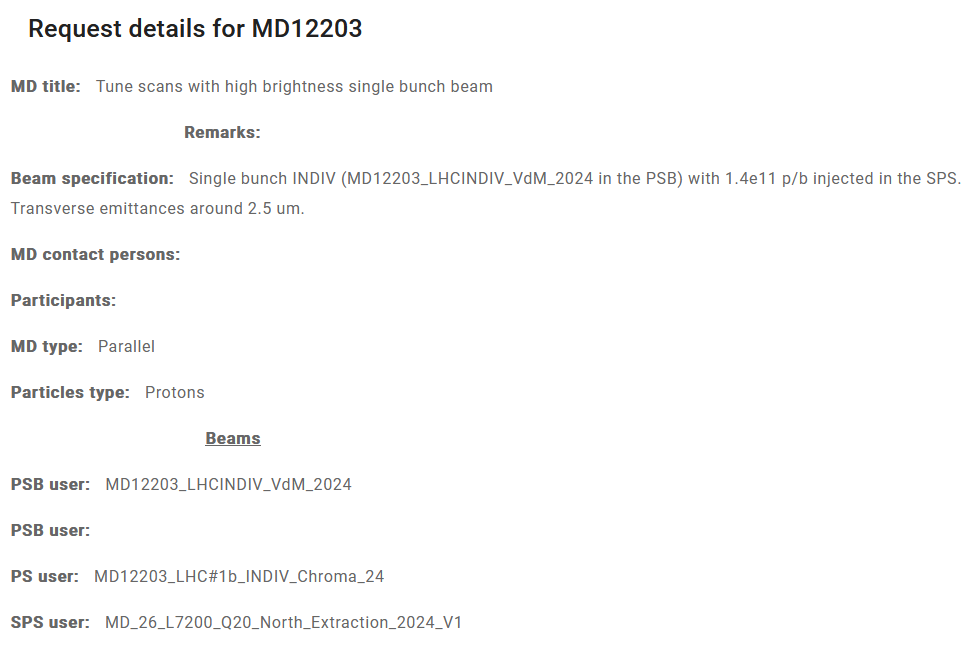 Request details for MD12203
MD title: Tune scans with high brightness single bunch beam
Remarks:
Beam specification: Single bunch INDIV (MD12203_LHCINDIV_VdM_2024 in the PSB) with 1.4e11 p/b injected in the SPS.
Transverse emittances around 2.5 um.
MD contact persons:
Participants:
MD type: Parallel
Particles type: Protons
Beams
PSB user: MD12203_LHCINDIV_VdM_2024
PSB user:
PS user: MD12203_LHC#1b_INDIV_Chroma_24
SPS user: MD_26_L7200_Q20_North_Extraction_2024_V1